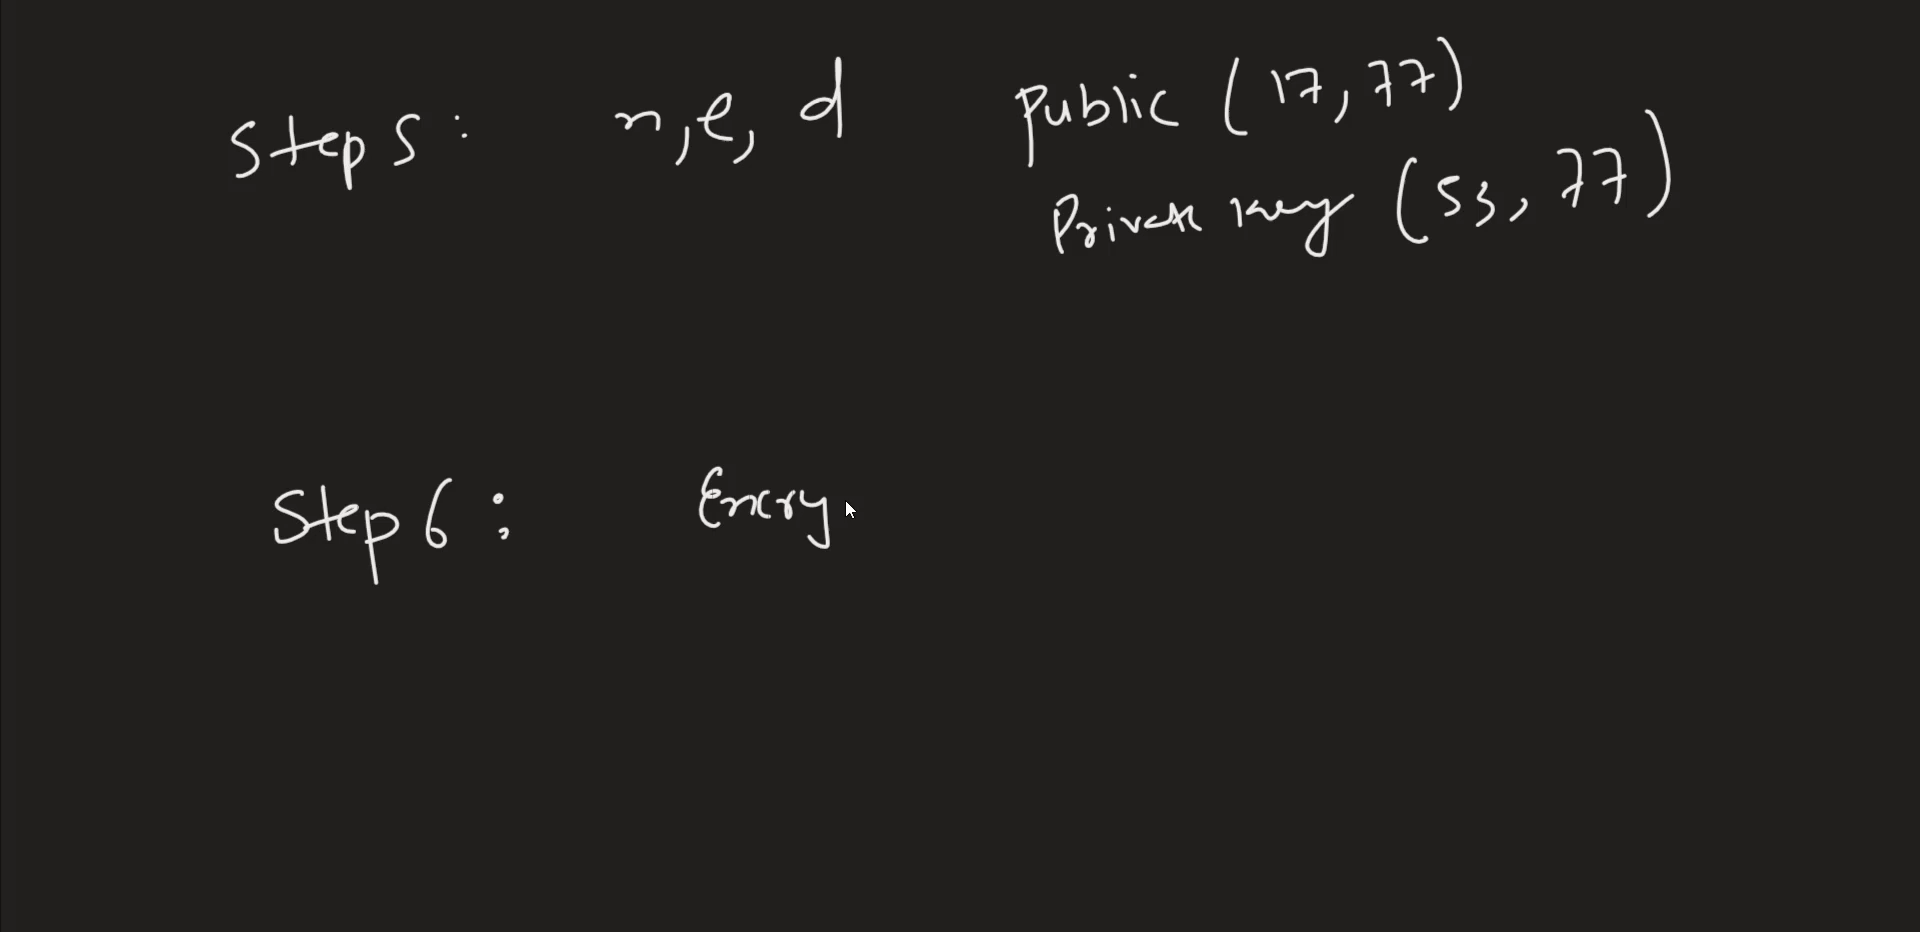 Step 5: n, e, d Public (17, 77)
Private key (53, 77)
Step 6: Encry